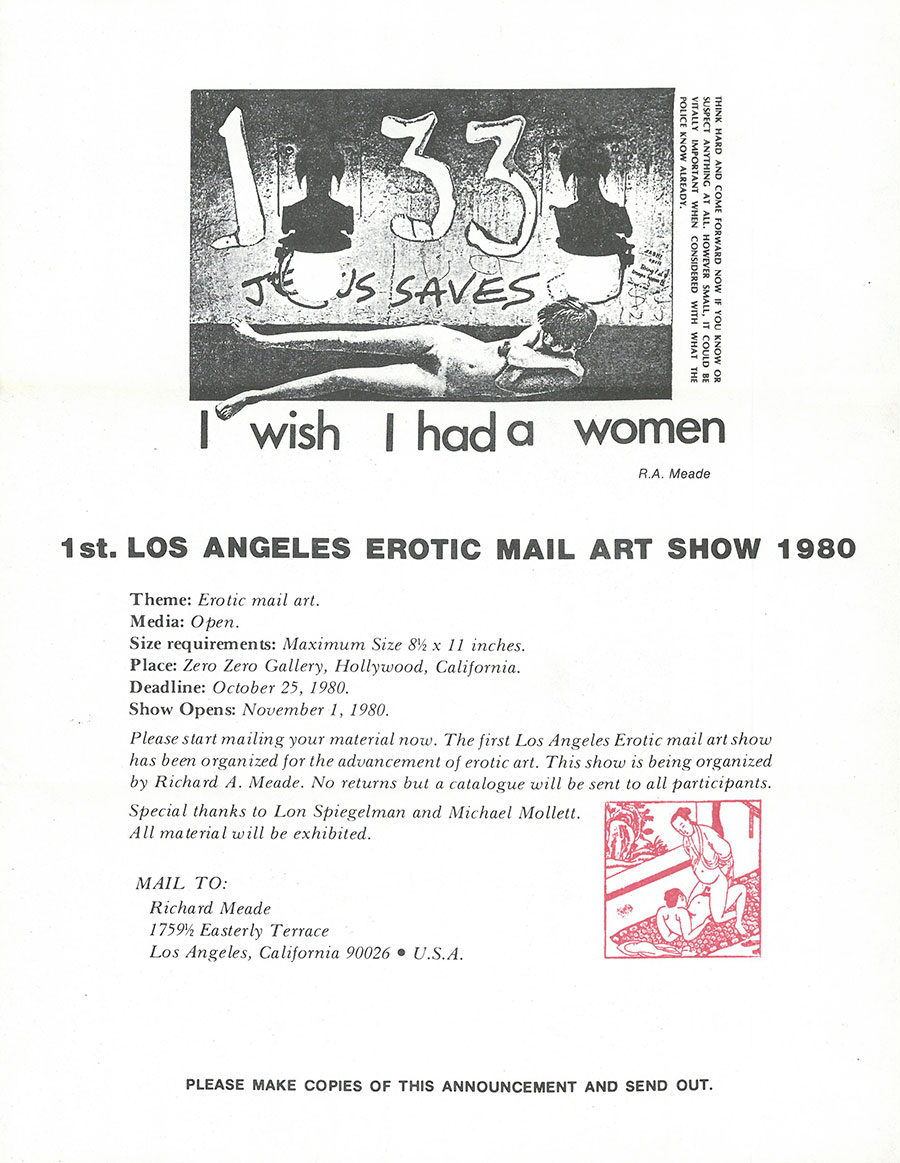 1 33
JESUS SAVES
THINK HARD AND COME FORWARD NOW IF YOU KNOW OR
SUSPECT ANYTHING AT ALL. HOWEVER SMALL, IT COULD BE
VITALLY IMPORTANT WHEN CONSIDERED WITH WHAT THE
POLICE KNOW ALREADY.
I wish I had a women
R.A. Meade
1st. LOS ANGELES EROTIC MAIL ART SHOW 1980
Theme: Erotic mail art.
Media: Open.
Size requirements: Maximum Size 8½ x 11 inches.
Place: Zero Zero Gallery, Hollywood, California.
Deadline: October 25, 1980.
Show Opens: November 1, 1980.
Please start mailing your material now. The first Los Angeles Erotic mail art show
has been organized for the advancement of erotic art. This show is being organized
by Richard A. Meade. No returns but a catalogue will be sent to all participants.
Special thanks to Lon Spiegelman and Michael Mollett.
All material will be exhibited.
MAIL TO:
Richard Meade
1759½ Easterly Terrace
Los Angeles, California 90026 • U.S.A.
PLEASE MAKE COPIES OF THIS ANNOUNCEMENT AND SEND OUT.